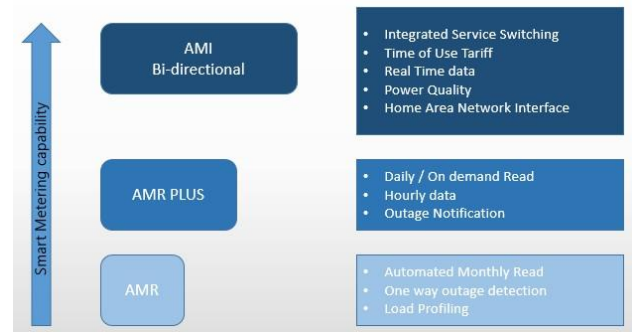 Smart Metering capability
AMI
Bi-directional
• Integrated Service Switching
• Time of Use Tariff
• Real Time data
• Power Quality
• Home Area Network Interface
AMR PLUS
• Daily / On demand Read
• Hourly data
• Outage Notification
AMR
• Automated Monthly Read
• One way outage detection
• Load Profiling